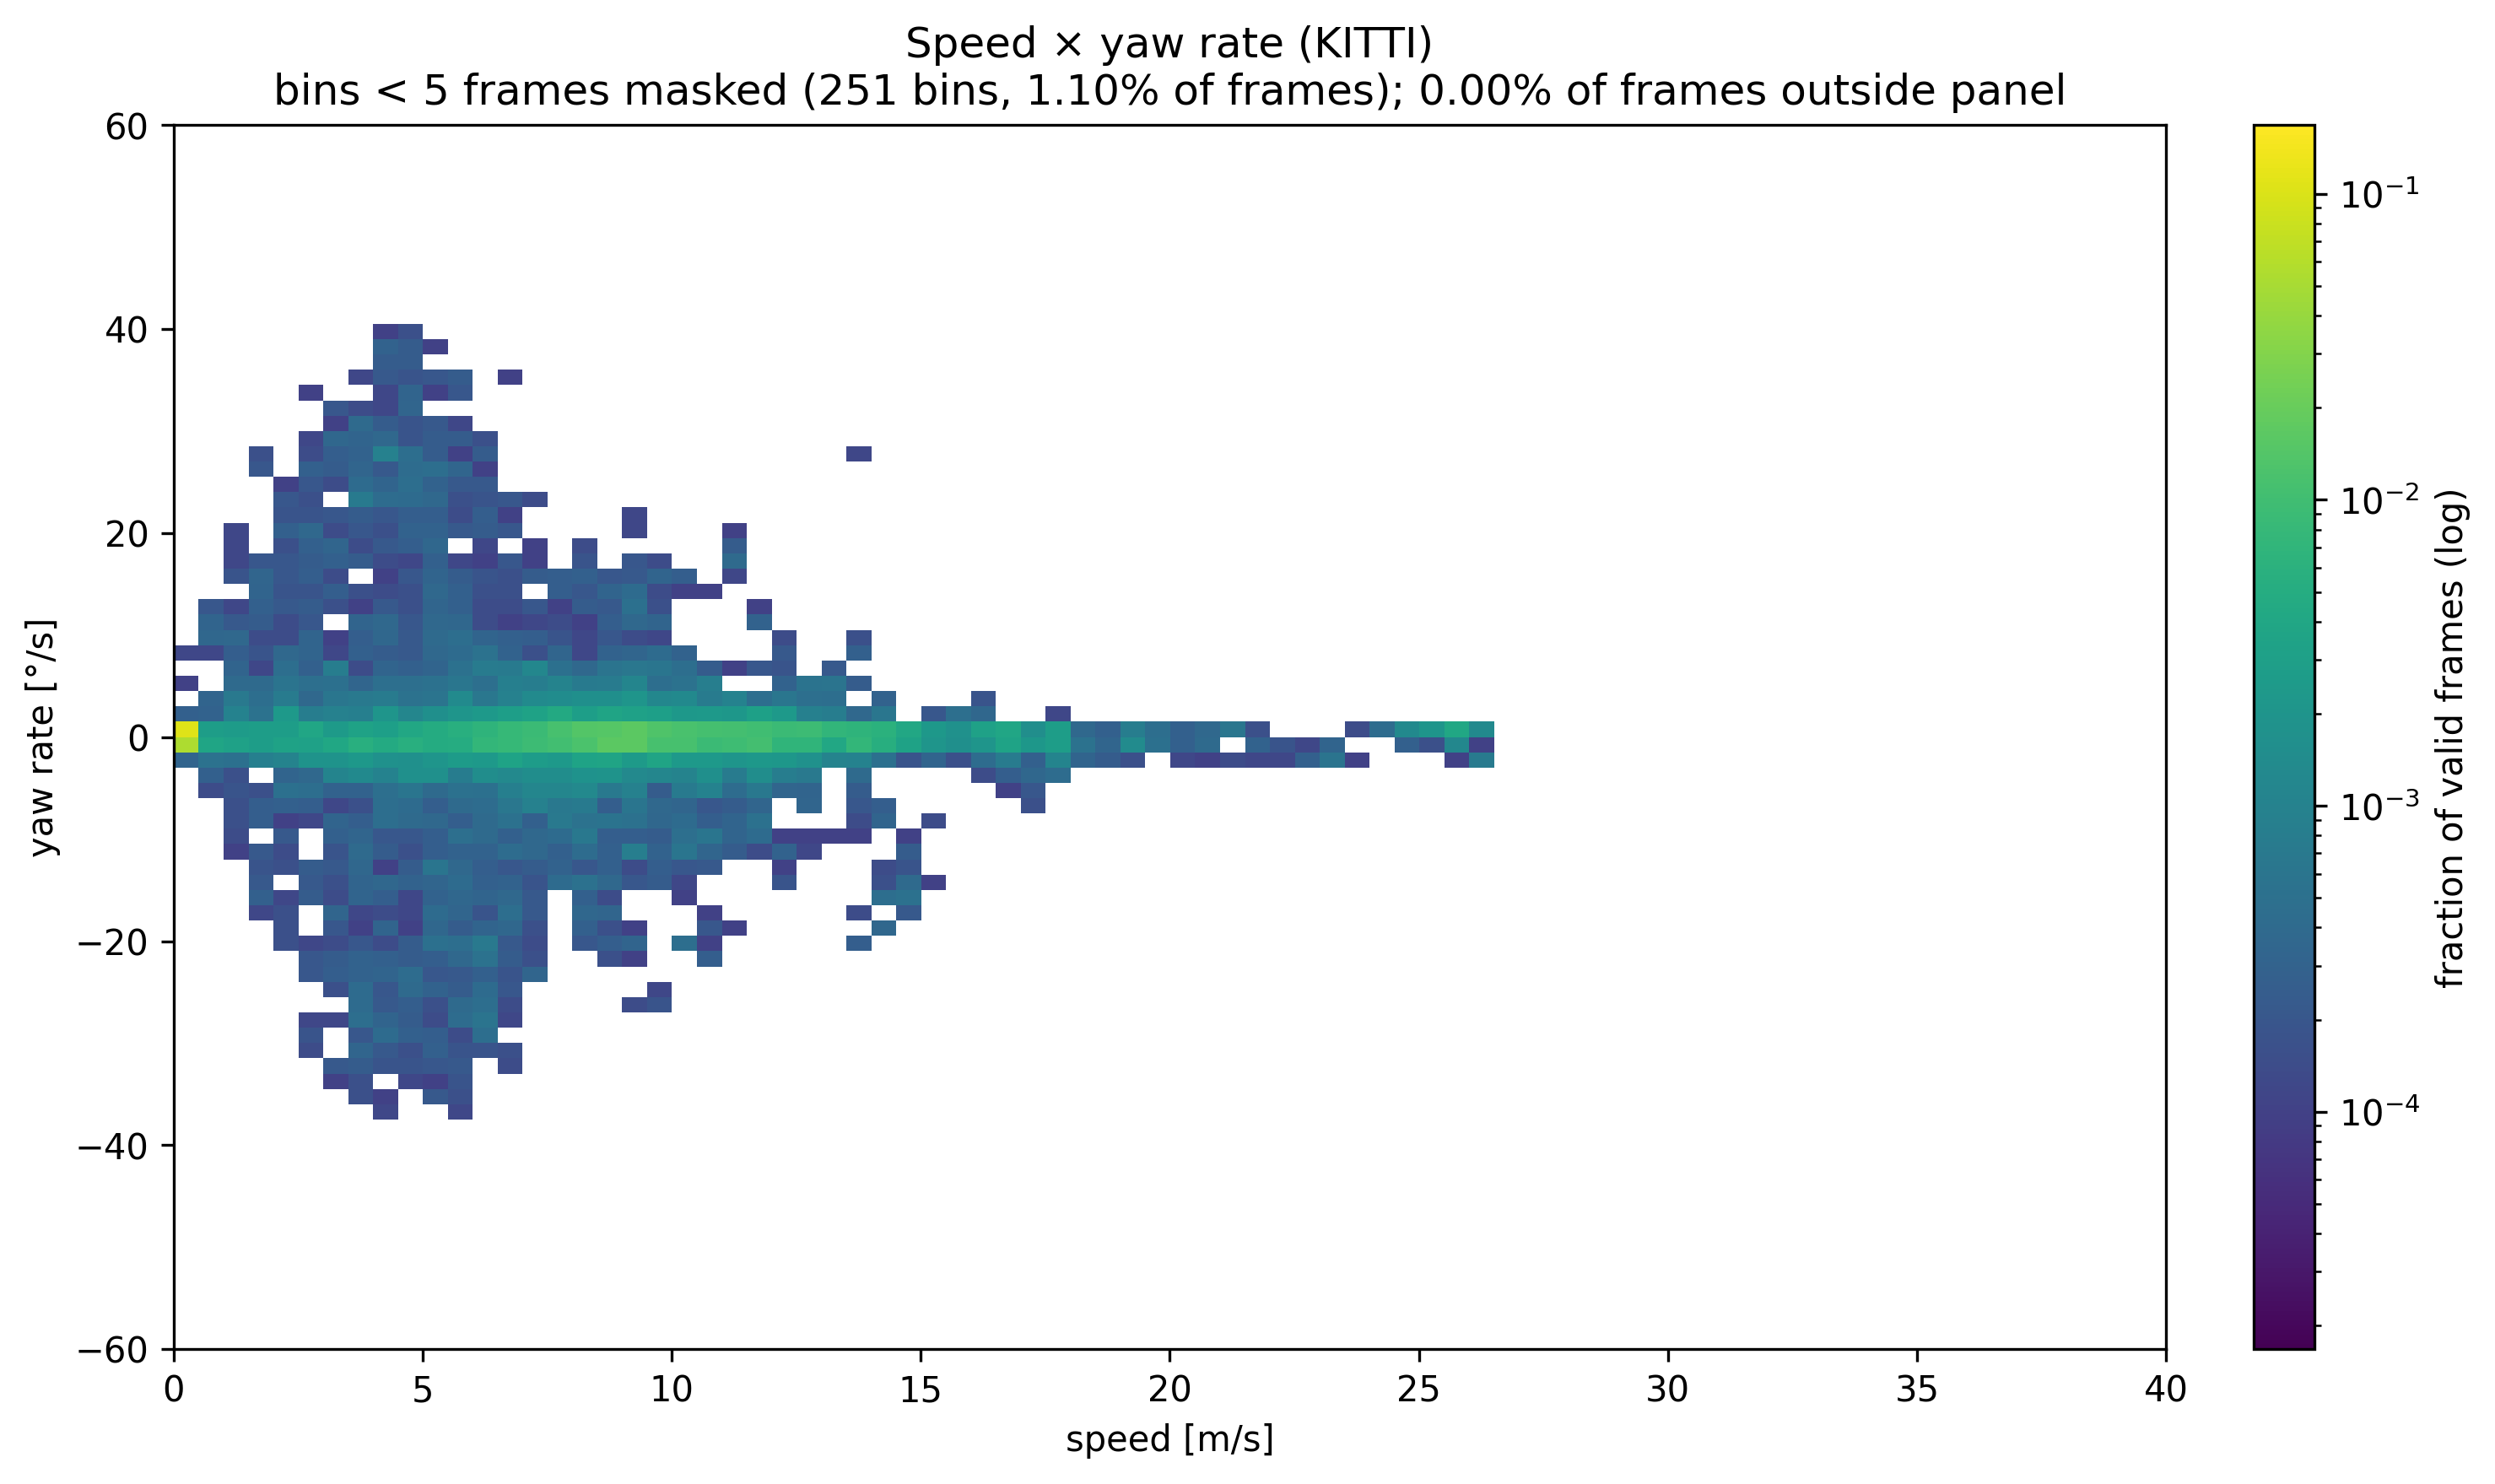 Speed × yaw rate (KITTI)
bins < 5 frames masked (251 bins, 1.10% of frames); 0.00% of frames outside panel
60
40
20
0
−20
−40
−60
yaw rate [°/s]
0 5 10 15 20 25 30 35 40
speed [m/s]
10⁻¹
10⁻²
10⁻³
10⁻⁴
fraction of valid frames (log)